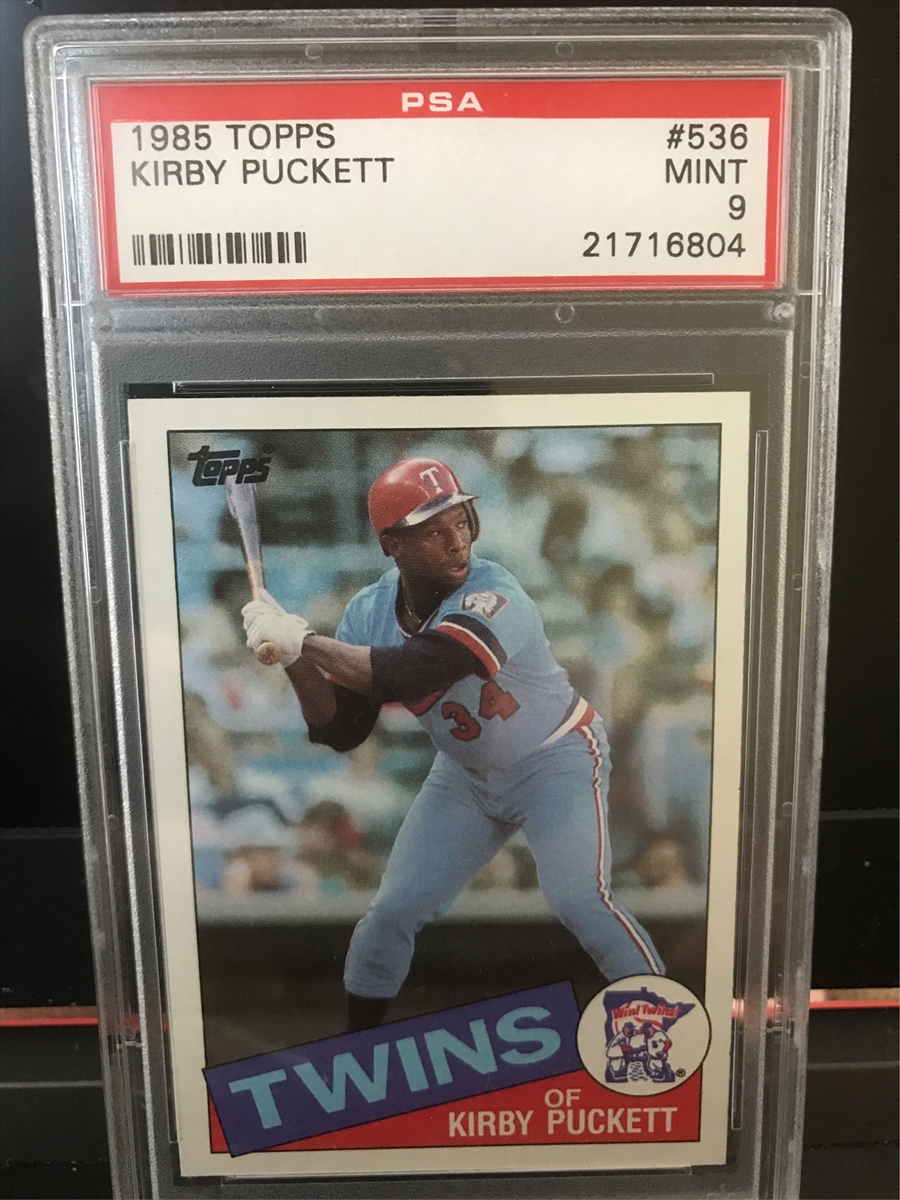 PSA
1985 TOPPS #536
KIRBY PUCKETT MINT
9
21716804
Topps
T
34
TWINS
Win! Twins!
OF
KIRBY PUCKETT
®